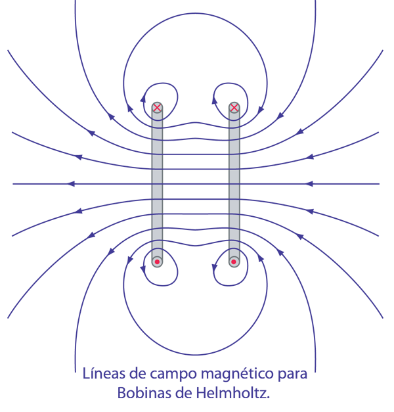 Líneas de campo magnético para
Bobinas de Helmholtz.